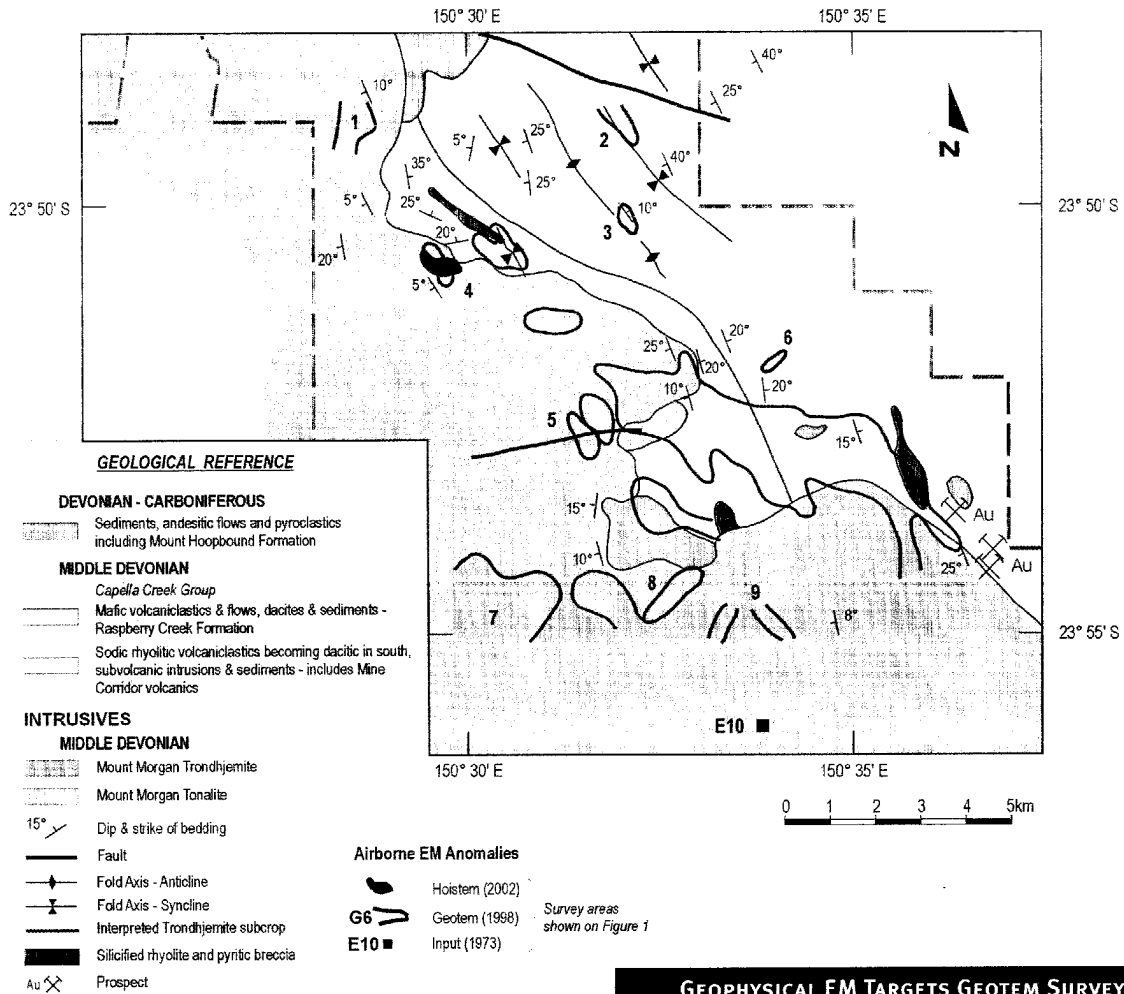 150° 30' E
150° 35' E
40°
10°
25°
1
2
5°
25°
40°
35°
25°
N
23° 50' S
5°
25°
10°
23° 50' S
3
20°
20°
5°
4
20°
6
25°
20°
10°
20°
5
15°
GEOLOGICAL REFERENCE
DEVONIAN - CARBONIFEROUS
Sediments, andesitic flows and pyroclastics
including Mount Hoopbound Formation
MIDDLE DEVONIAN
Capella Creek Group
Mafic volcaniclastics & flows, dacites & sediments -
Raspberry Creek Formation
Sodic rhyolitic volcaniclastics becoming dacitic in south,
subvolcanic intrusions & sediments - includes Mine
Corridor volcanics
INTRUSIVES
MIDDLE DEVONIAN
Mount Morgan Trondhjemite
Mount Morgan Tonalite
15° Dip & strike of bedding
Fault
Fold Axis - Anticline
Fold Axis - Syncline
Interpreted Trondhjemite subcrop
Silicified rhyolite and pyritic breccia
Au Prospect
15°
Au
10°
25°
Au
8
7
9
8°
23° 55' S
E10
150° 30' E
150° 35' E
0 1 2 3 4 5km
Airborne EM Anomalies
Hoistem (2002)
G6 Geotem (1998)
Survey areas
shown on Figure 1
E10 Input (1973)
GEOPHYSICAL EM TARGETS GEOTEM SURVEY